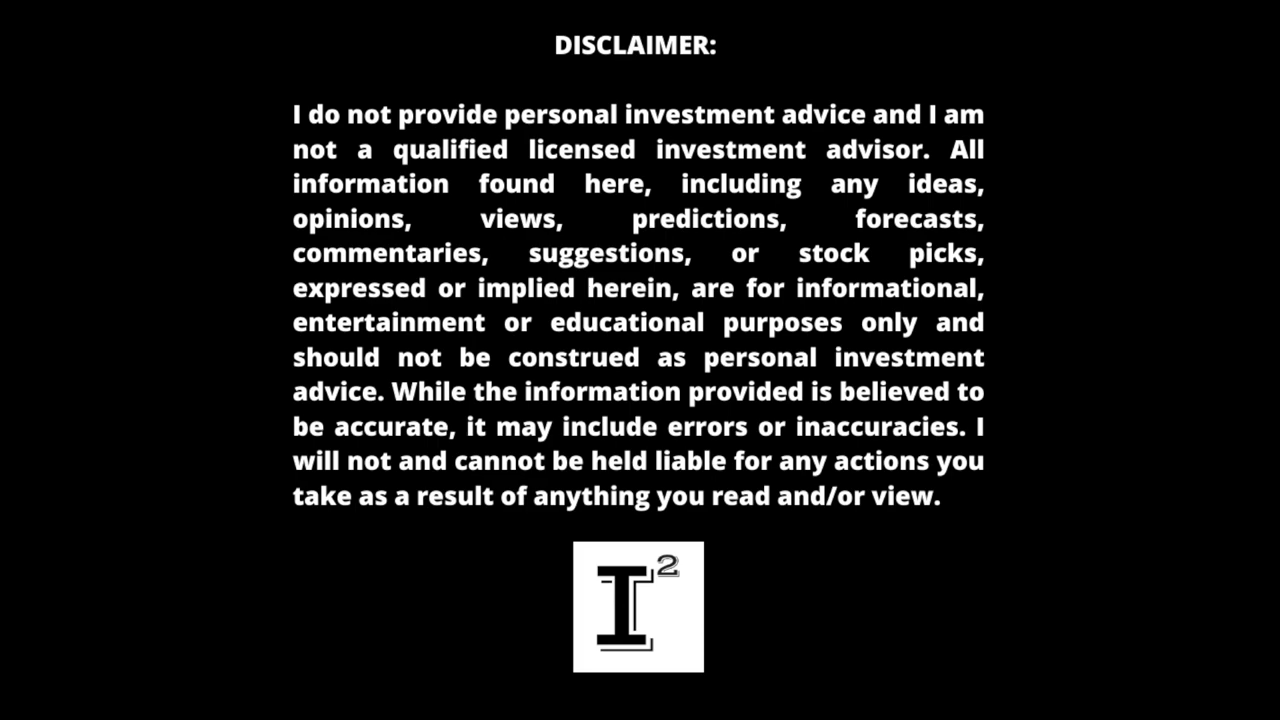 DISCLAIMER:
I do not provide personal investment advice and I am
not a qualified licensed investment advisor. All
information found here, including any ideas,
opinions, views, predictions, forecasts,
commentaries, suggestions, or stock picks,
expressed or implied herein, are for informational,
entertainment or educational purposes only and
should not be construed as personal investment
advice. While the information provided is believed to
be accurate, it may include errors or inaccuracies. I
will not and cannot be held liable for any actions you
take as a result of anything you read and/or view.
I²